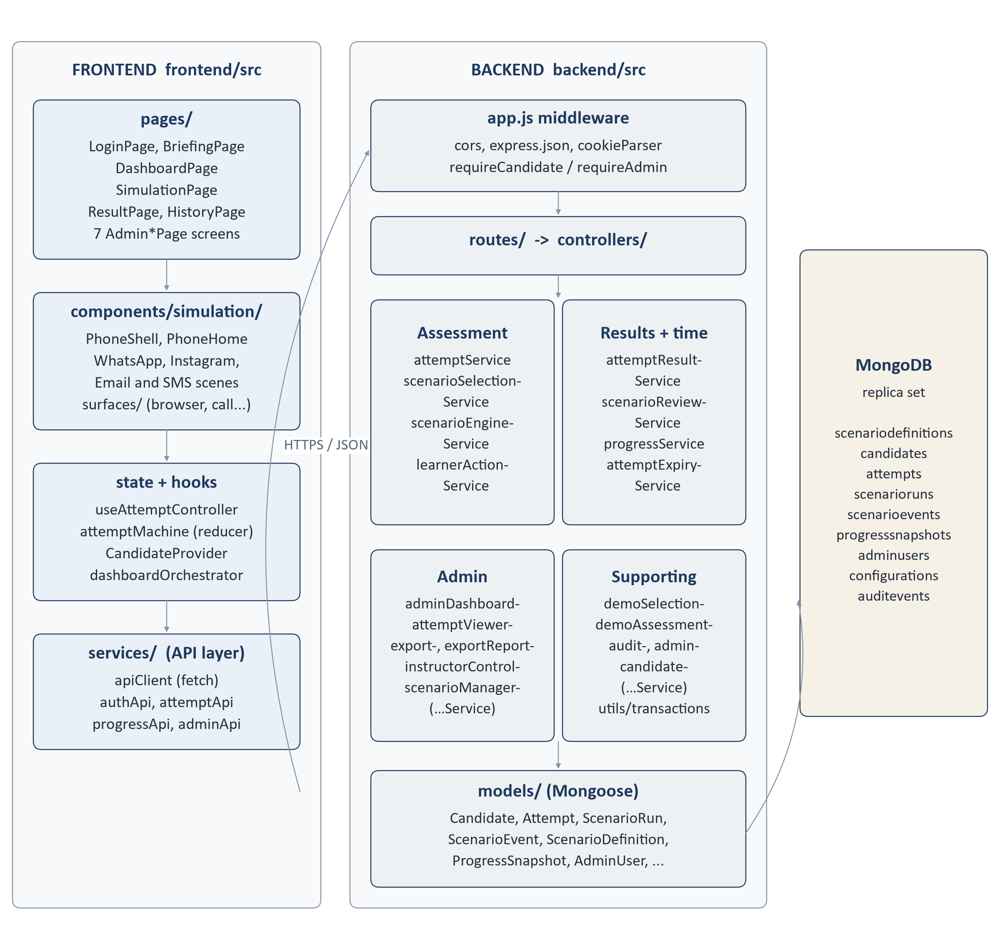 FRONTEND frontend/src
pages/
LoginPage, BriefingPage
DashboardPage
SimulationPage
ResultPage, HistoryPage
7 Admin*Page screens
components/simulation/
PhoneShell, PhoneHome
WhatsApp, Instagram,
Email and SMS scenes
surfaces/ (browser, call...)
state + hooks
useAttemptController
attemptMachine (reducer)
CandidateProvider
dashboardOrchestrator
services/ (API layer)
apiClient (fetch)
authApi, attemptApi
progressApi, adminApi
HTTPS / JSON
BACKEND backend/src
app.js middleware
cors, express.json, cookieParser
requireCandidate / requireAdmin
routes/ -> controllers/
Assessment
attemptService
scenarioSelection-
Service
scenarioEngine-
Service
learnerAction-
Service
Results + time
attemptResult-
Service
scenarioReview-
Service
progressService
attemptExpiry-
Service
Admin
adminDashboard-
attemptViewer-
export-, exportReport-
instructorControl-
scenarioManager-
(...Service)
Supporting
demoSelection-
demoAssessment-
audit-, admin-
candidate-
(...Service)
utils/transactions
models/ (Mongoose)
Candidate, Attempt, ScenarioRun,
ScenarioEvent, ScenarioDefinition,
ProgressSnapshot, AdminUser, ...
MongoDB
replica set
scenariodefinitions
candidates
attempts
scenarioruns
scenarioevents
progresssnapshots
adminusers
configurations
auditevents